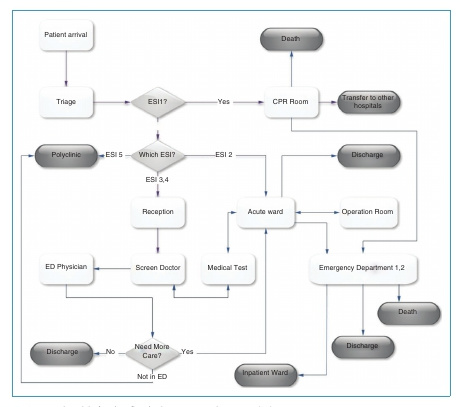 Patient arrival
Death
Triage
ESI1?
Yes
CPR Room
Transfer to other
hospitals
Polyclinic
ESI 5
Which ESI?
ESI 2
Discharge
ESI 3,4
Reception
Acute ward
Operation Room
ED Physician
Screen Doctor
Medical Test
Emergency Department 1,2
Death
Discharge
No
Need More
Care?
Yes
Discharge
Not in ED
Inpatient Ward